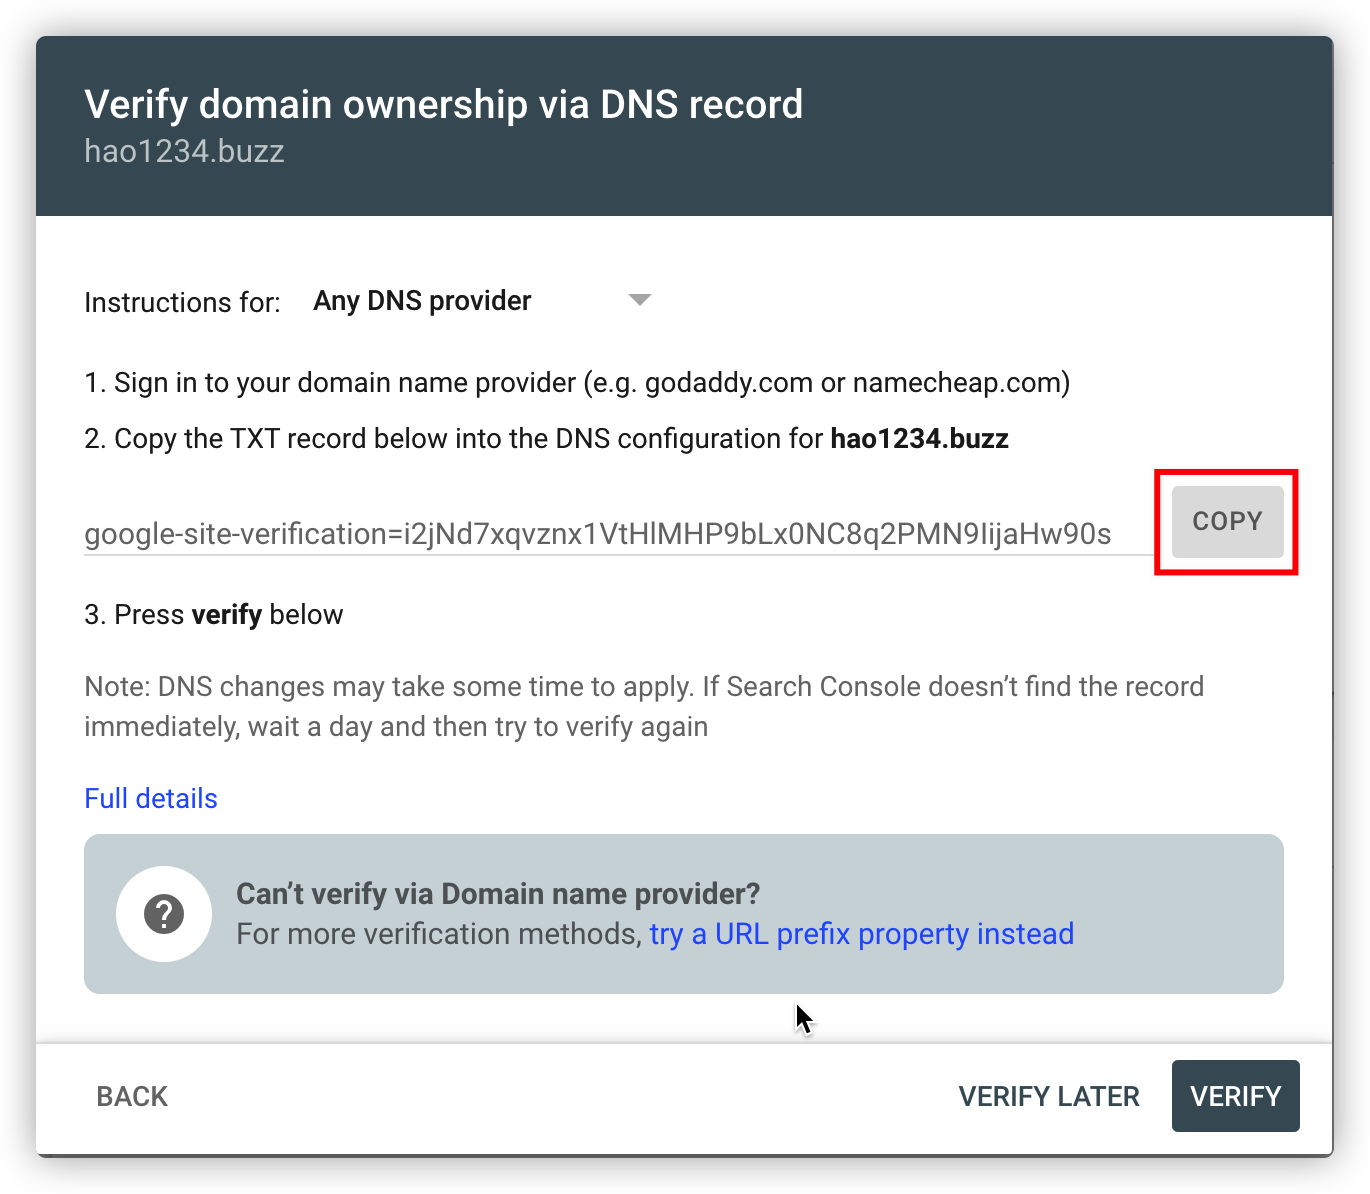 Verify domain ownership via DNS record
hao1234.buzz
Instructions for: Any DNS provider
1. Sign in to your domain name provider (e.g. godaddy.com or namecheap.com)
2. Copy the TXT record below into the DNS configuration for hao1234.buzz
google-site-verification=i2jNd7xqvznx1VtHlMHP9bLx0NC8q2PMN9IijaHw90s
COPY
3. Press verify below
Note: DNS changes may take some time to apply. If Search Console doesn’t find the record
immediately, wait a day and then try to verify again
Full details
Can’t verify via Domain name provider?
For more verification methods, try a URL prefix property instead
BACK
VERIFY LATER
VERIFY